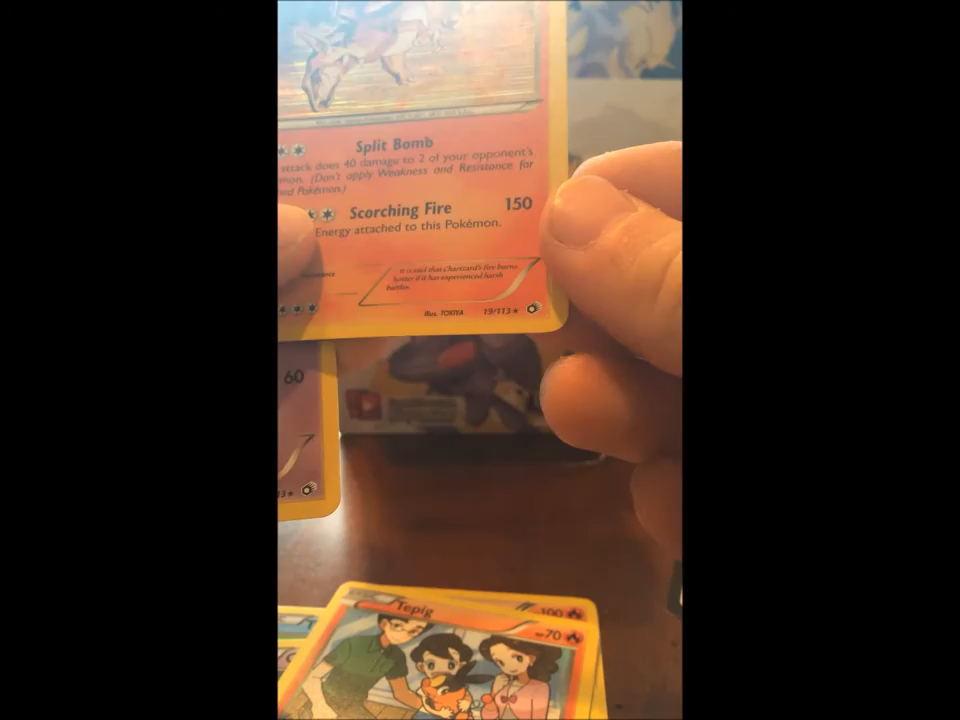 Split Bomb
attack does 40 damage to 2 of your opponent's
mon. (Don't apply Weakness and Resistance for
ed Pokémon.)
Scorching Fire 150
Energy attached to this Pokémon.
It is said that Charizard's fire burns
hotter if it has experienced harsh
battles.
illus. TOKIYA 19/113
60
13
100
Tepig
HP70